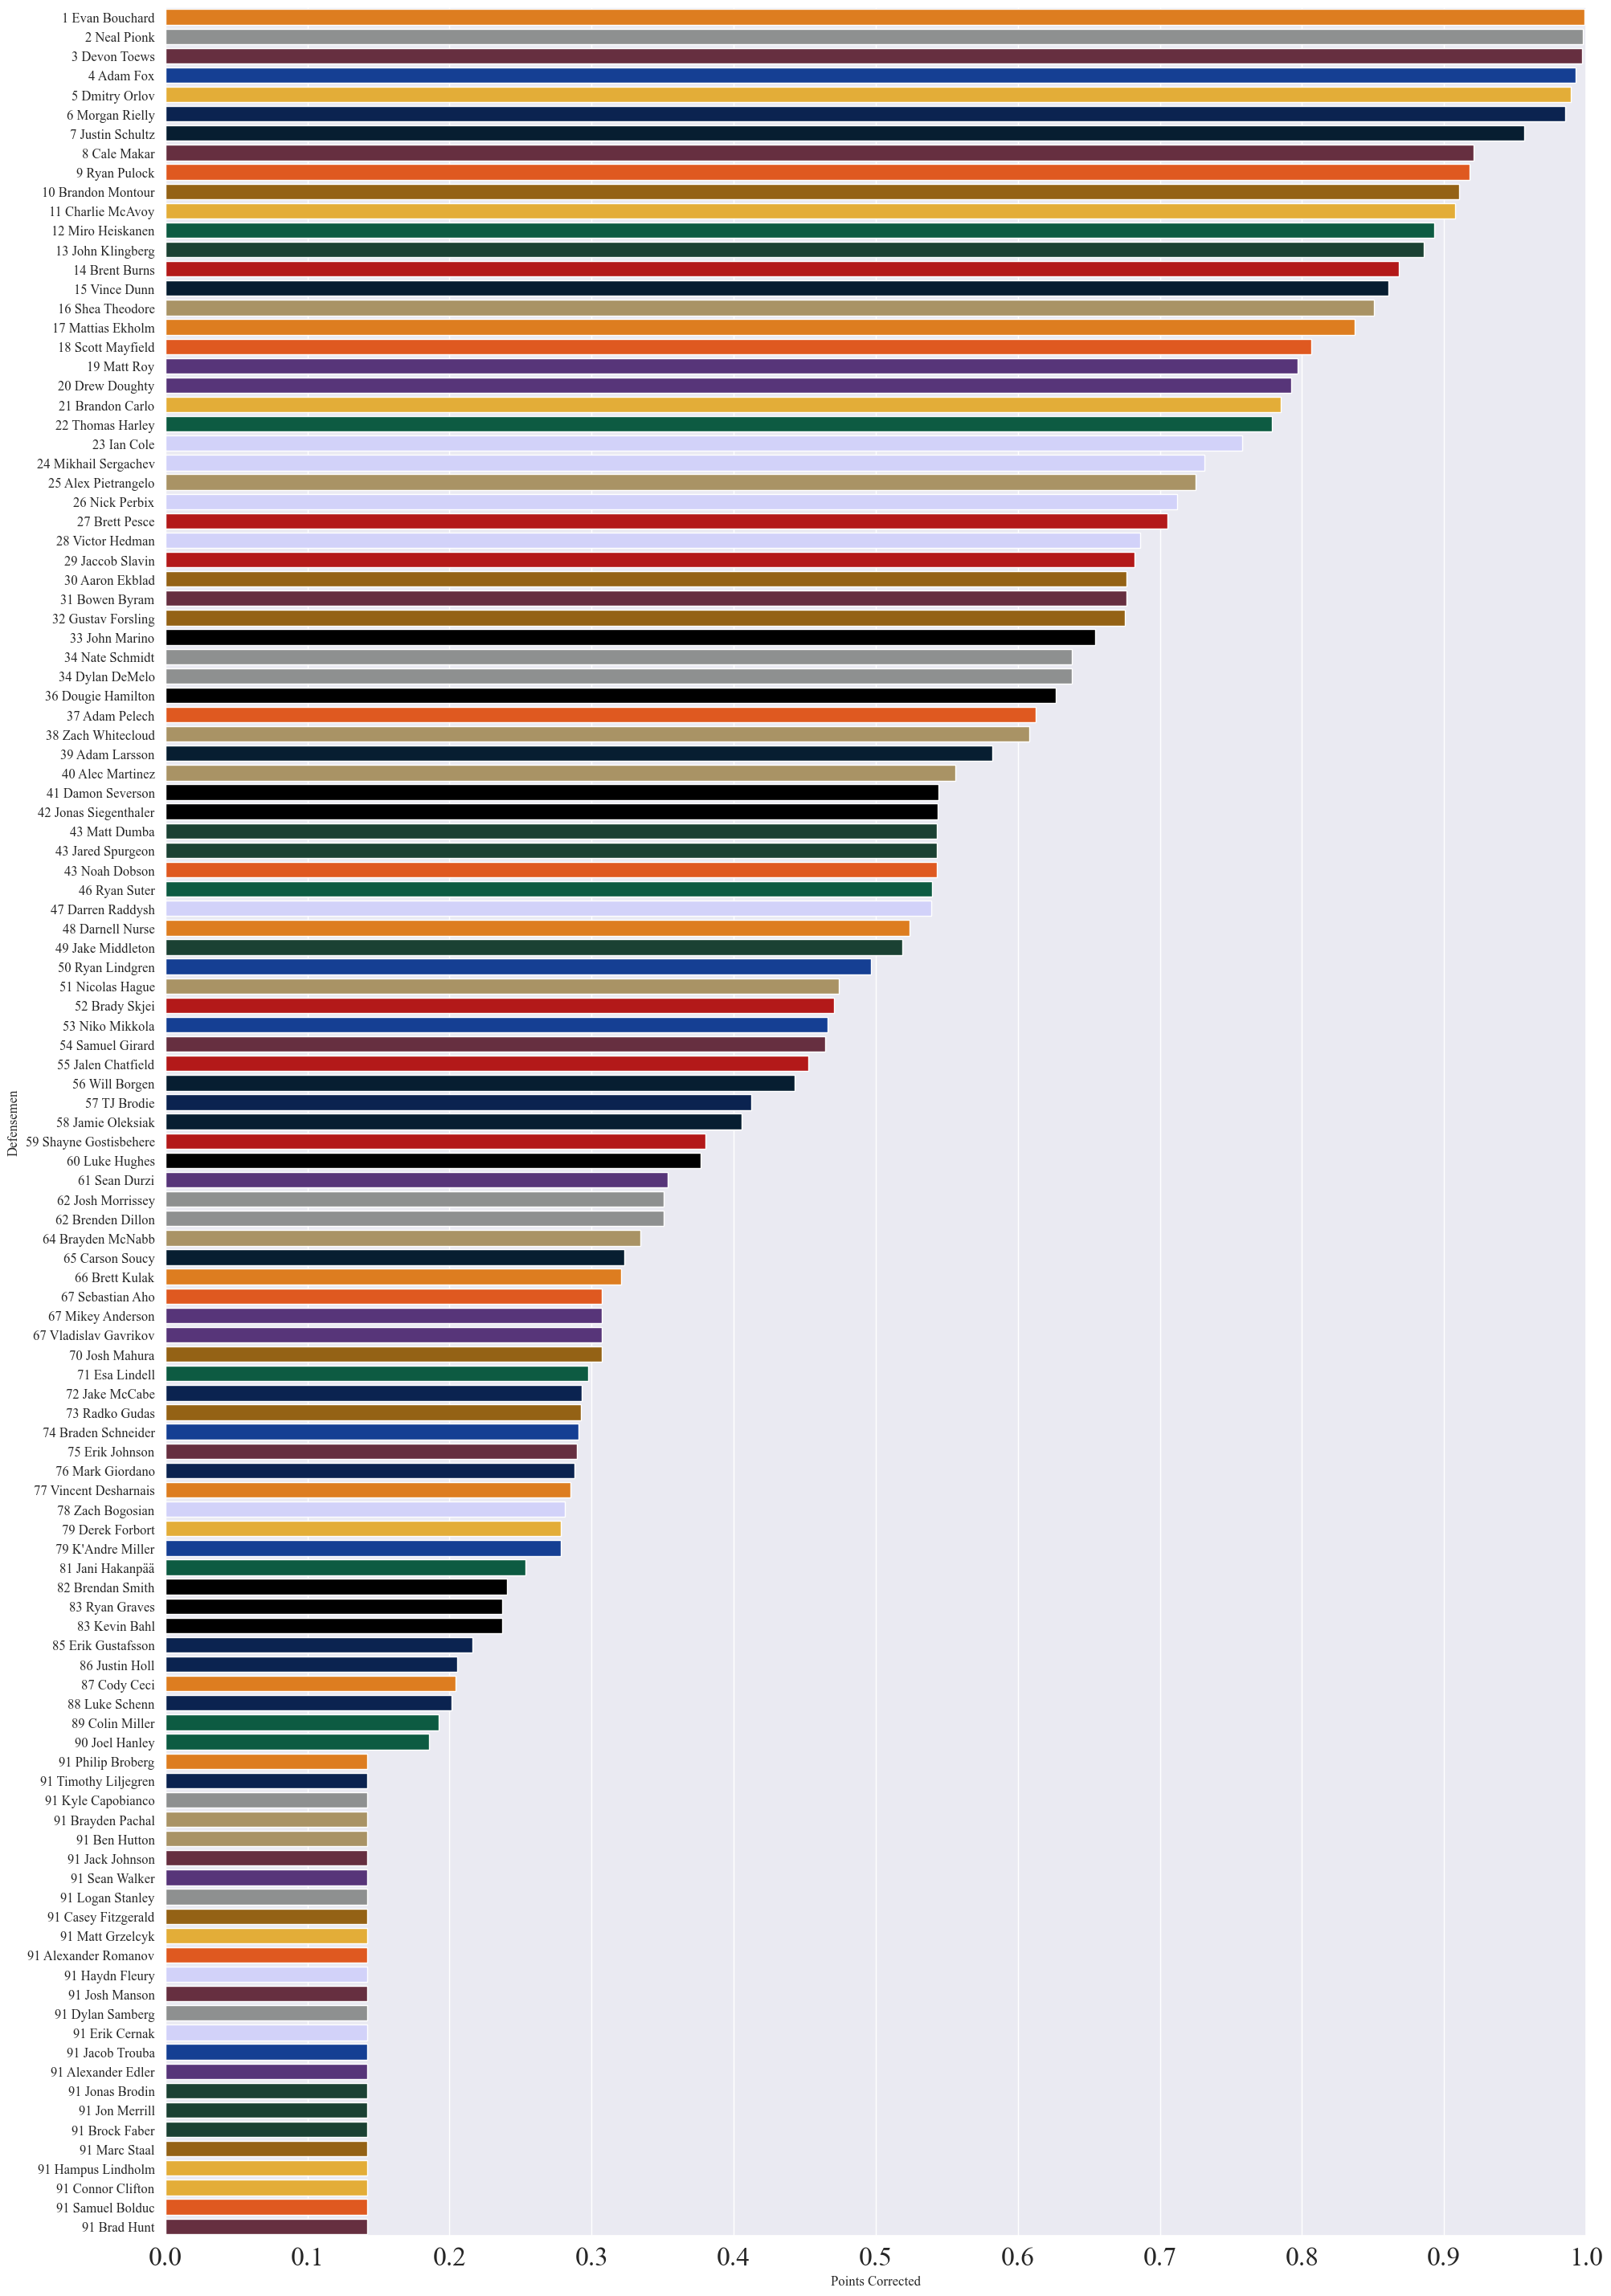 1 Evan Bouchard
2 Neal Pionk
3 Devon Toews
4 Adam Fox
5 Dmitry Orlov
6 Morgan Rielly
7 Justin Schultz
8 Cale Makar
9 Ryan Pulock
10 Brandon Montour
11 Charlie McAvoy
12 Miro Heiskanen
13 John Klingberg
14 Brent Burns
15 Vince Dunn
16 Shea Theodore
17 Mattias Ekholm
18 Scott Mayfield
19 Matt Roy
20 Drew Doughty
21 Brandon Carlo
22 Thomas Harley
23 Ian Cole
24 Mikhail Sergachev
25 Alex Pietrangelo
26 Nick Perbix
27 Brett Pesce
28 Victor Hedman
29 Jaccob Slavin
30 Aaron Ekblad
31 Bowen Byram
32 Gustav Forsling
33 John Marino
34 Nate Schmidt
34 Dylan DeMelo
36 Dougie Hamilton
37 Adam Pelech
38 Zach Whitecloud
39 Adam Larsson
40 Alec Martinez
41 Damon Severson
42 Jonas Siegenthaler
43 Matt Dumba
43 Jared Spurgeon
43 Noah Dobson
46 Ryan Suter
47 Darren Raddysh
48 Darnell Nurse
49 Jake Middleton
50 Ryan Lindgren
51 Nicolas Hague
52 Brady Skjei
53 Niko Mikkola
54 Samuel Girard
55 Jalen Chatfield
56 Will Borgen
57 TJ Brodie
58 Jamie Oleksiak
59 Shayne Gostisbehere
60 Luke Hughes
61 Sean Durzi
62 Josh Morrissey
62 Brenden Dillon
64 Brayden McNabb
65 Carson Soucy
66 Brett Kulak
67 Sebastian Aho
67 Mikey Anderson
67 Vladislav Gavrikov
70 Josh Mahura
71 Esa Lindell
72 Jake McCabe
73 Radko Gudas
74 Braden Schneider
75 Erik Johnson
76 Mark Giordano
77 Vincent Desharnais
78 Zach Bogosian
79 Derek Forbort
79 K'Andre Miller
81 Jani Hakanpää
82 Brendan Smith
83 Ryan Graves
83 Kevin Bahl
85 Erik Gustafsson
86 Justin Holl
87 Cody Ceci
88 Luke Schenn
89 Colin Miller
90 Joel Hanley
91 Philip Broberg
91 Timothy Liljegren
91 Kyle Capobianco
91 Brayden Pachal
91 Ben Hutton
91 Jack Johnson
91 Sean Walker
91 Logan Stanley
91 Casey Fitzgerald
91 Matt Grzelcyk
91 Alexander Romanov
91 Haydn Fleury
91 Josh Manson
91 Dylan Samberg
91 Erik Cernak
91 Jacob Trouba
91 Alexander Edler
91 Jonas Brodin
91 Jon Merrill
91 Brock Faber
91 Marc Staal
91 Hampus Lindholm
91 Connor Clifton
91 Samuel Bolduc
91 Brad Hunt
Defensemen
0.0 0.1 0.2 0.3 0.4 0.5 0.6 0.7 0.8 0.9 1.0
Points Corrected